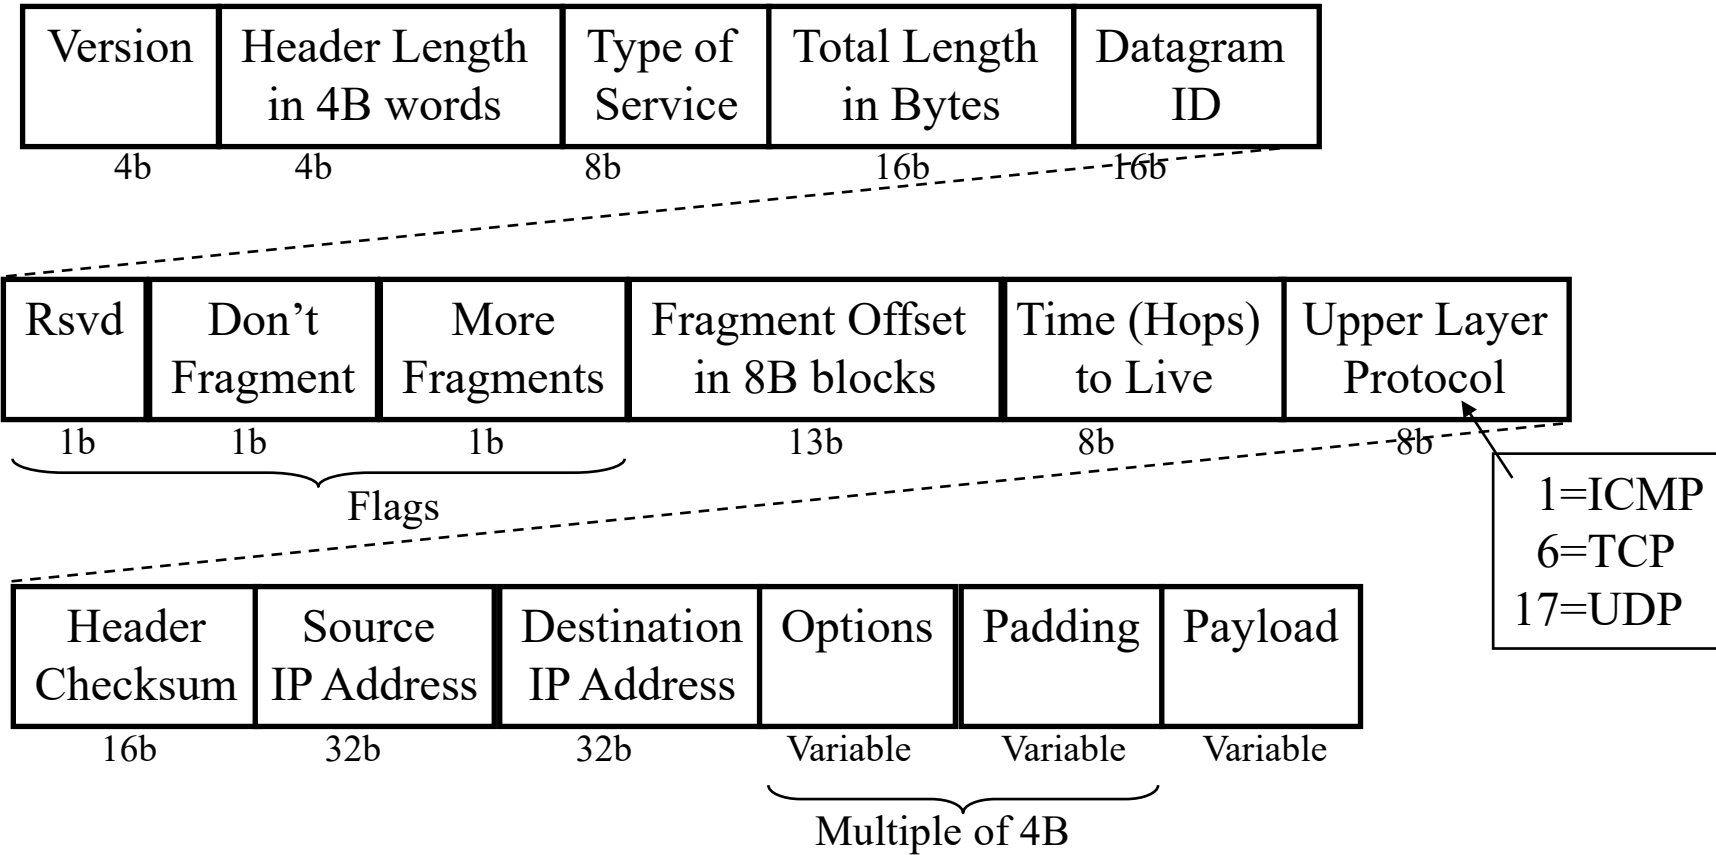 Version Header Length Type of Total Length Datagram
in 4B words Service in Bytes ID
4b 4b 8b 16b 16b
Rsvd Don’t More Fragment Offset Time (Hops) Upper Layer
Fragment Fragments in 8B blocks to Live Protocol
1b 1b 1b 13b 8b 8b
Flags
1=ICMP
6=TCP
17=UDP
Header Source Destination Options Padding Payload
Checksum IP Address IP Address
16b 32b 32b Variable Variable Variable
Multiple of 4B